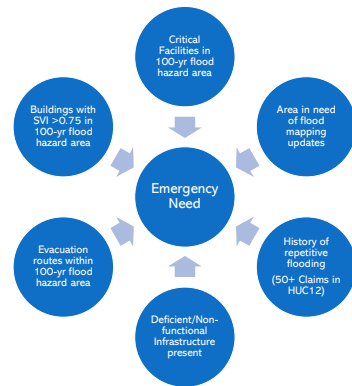 Critical
Facilities in
100-yr flood
hazard area
Buildings with
SVI >0.75 in
100-yr flood
hazard area
Area in need
of flood
mapping
updates
Emergency
Need
Evacuation
routes within
100-yr flood
hazard area
History of
repetitive
flooding
(50+ Claims in
HUC12)
Deficient/Non-
functional
Infrastructure
present